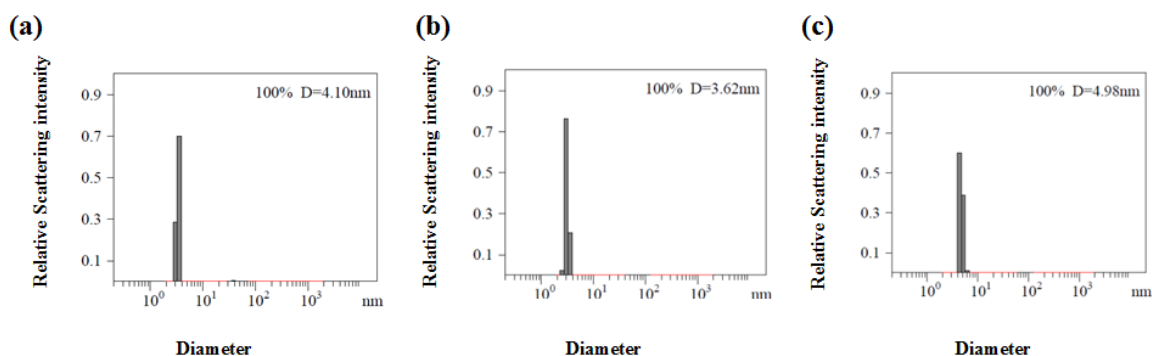 (a)
Relative Scattering intensity
100% D=4.10nm
0.9
0.7
0.5
0.3
0.1
10⁰ 10¹ 10² 10³ nm
Diameter
(b)
Relative Scattering intensity
100% D=3.62nm
0.9
0.7
0.5
0.3
0.1
10⁰ 10¹ 10² 10³ nm
Diameter
(c)
Relative Scattering intensity
100% D=4.98nm
0.9
0.7
0.5
0.3
0.1
10⁰ 10¹ 10² 10³ nm
Diameter